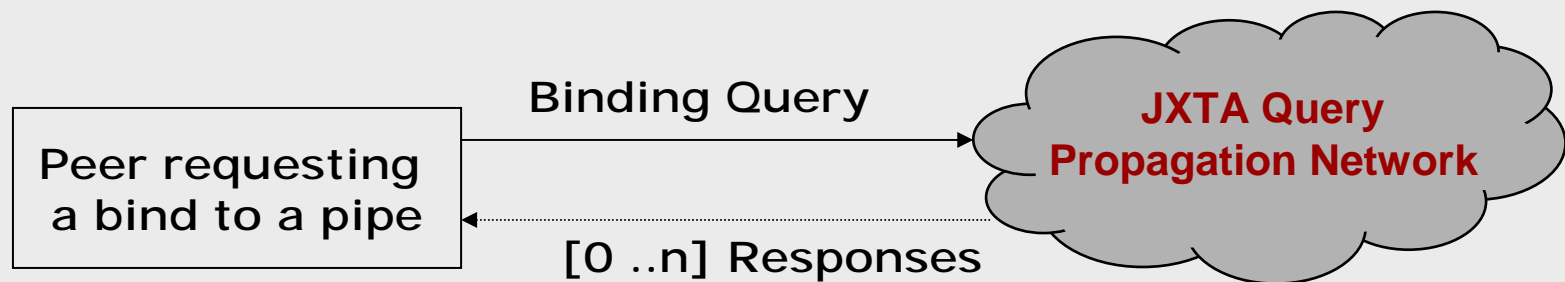 Binding Query
JXTA Query
Propagation Network
Peer requesting
a bind to a pipe
[0 ..n] Responses